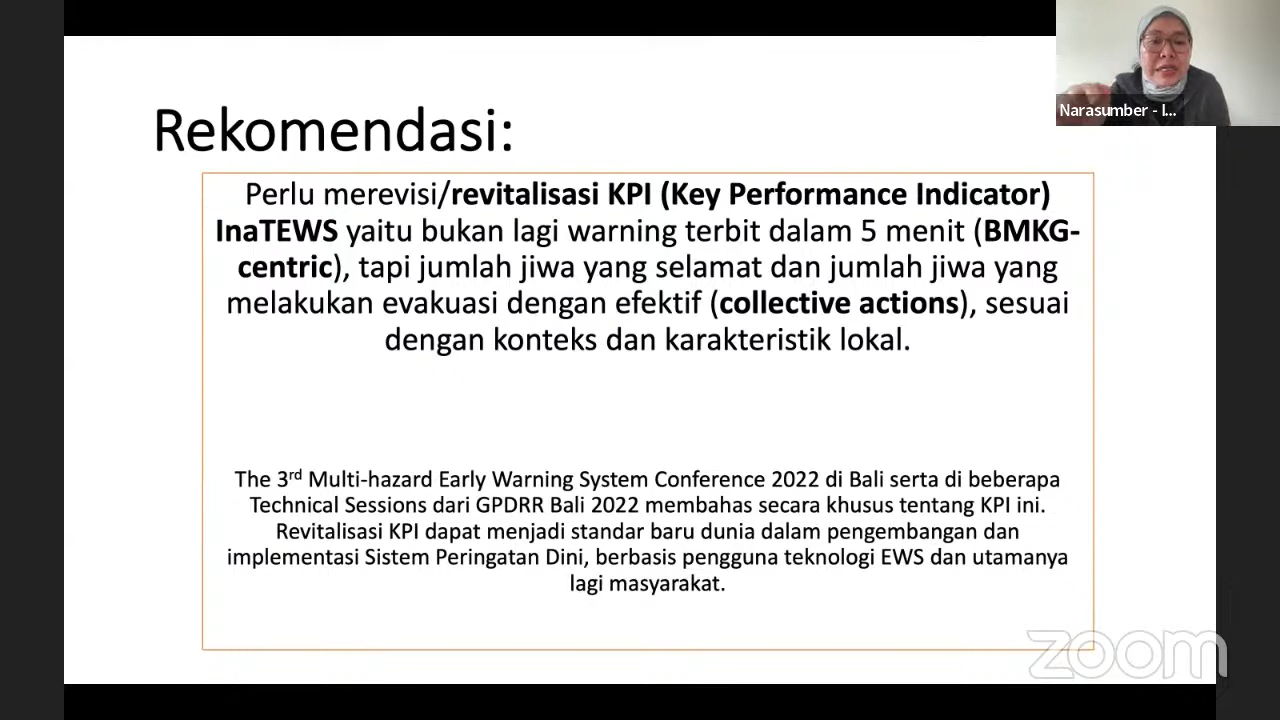 Narasumber - I...
Rekomendasi:
Perlu merevisi/revitalisasi KPI (Key Performance Indicator)
InaTEWS yaitu bukan lagi warning terbit dalam 5 menit (BMKG-
centric), tapi jumlah jiwa yang selamat dan jumlah jiwa yang
melakukan evakuasi dengan efektif (collective actions), sesuai
dengan konteks dan karakteristik lokal.
The 3rd Multi-hazard Early Warning System Conference 2022 di Bali serta di beberapa
Technical Sessions dari GPDRR Bali 2022 membahas secara khusus tentang KPI ini.
Revitalisasi KPI dapat menjadi standar baru dunia dalam pengembangan dan
implementasi Sistem Peringatan Dini, berbasis pengguna teknologi EWS dan utamanya
lagi masyarakat.
zoom